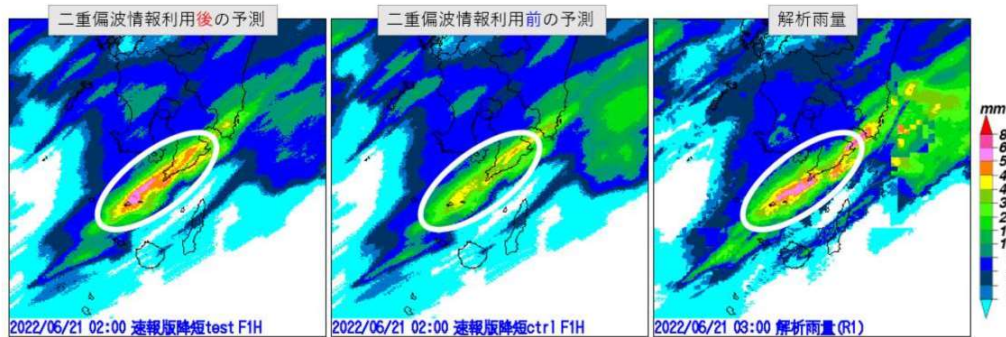 二重偏波情報利用後の予測
二重偏波情報利用前の予測
解析雨量
mm
2022/06/21 02:00 速報版降短test F1H
2022/06/21 02:00 速報版降短ctrl F1H
2022/06/21 03:00 解析雨量(R1)